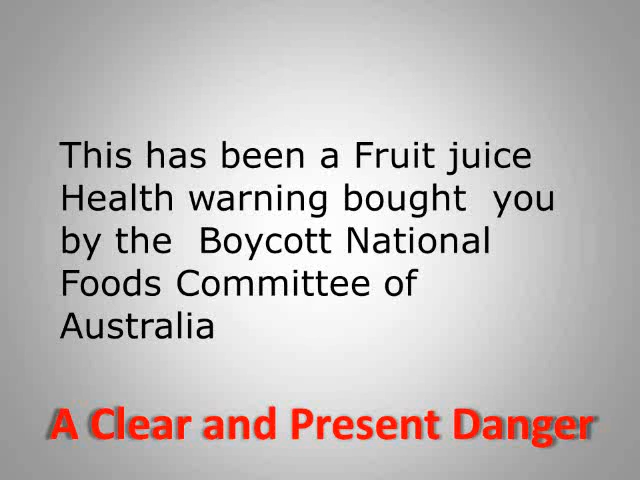 This has been a Fruit juice
Health warning bought  you
by the  Boycott National
Foods Committee of
Australia
A Clear and Present Danger